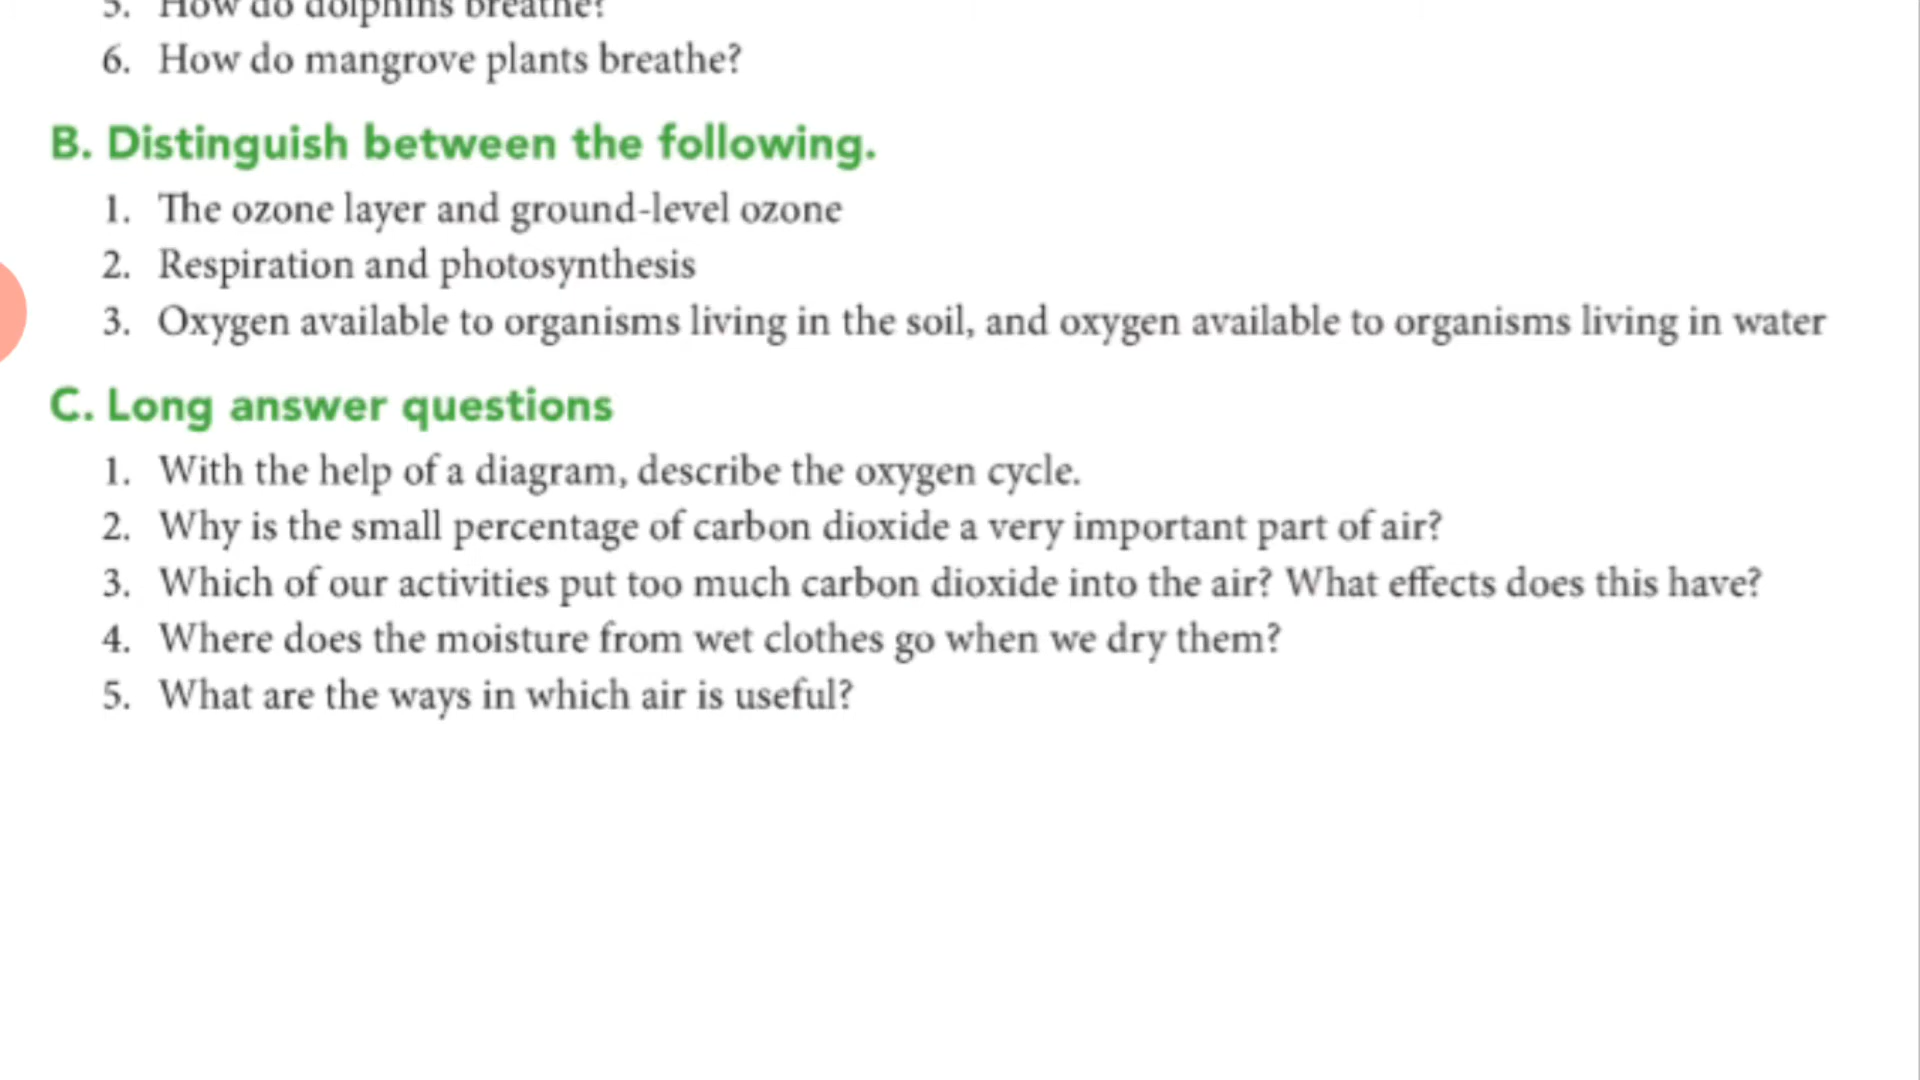 5. How do dolphins breathe?
6. How do mangrove plants breathe?
B. Distinguish between the following.
1. The ozone layer and ground-level ozone
2. Respiration and photosynthesis
3. Oxygen available to organisms living in the soil, and oxygen available to organisms living in water
C. Long answer questions
1. With the help of a diagram, describe the oxygen cycle.
2. Why is the small percentage of carbon dioxide a very important part of air?
3. Which of our activities put too much carbon dioxide into the air? What effects does this have?
4. Where does the moisture from wet clothes go when we dry them?
5. What are the ways in which air is useful?